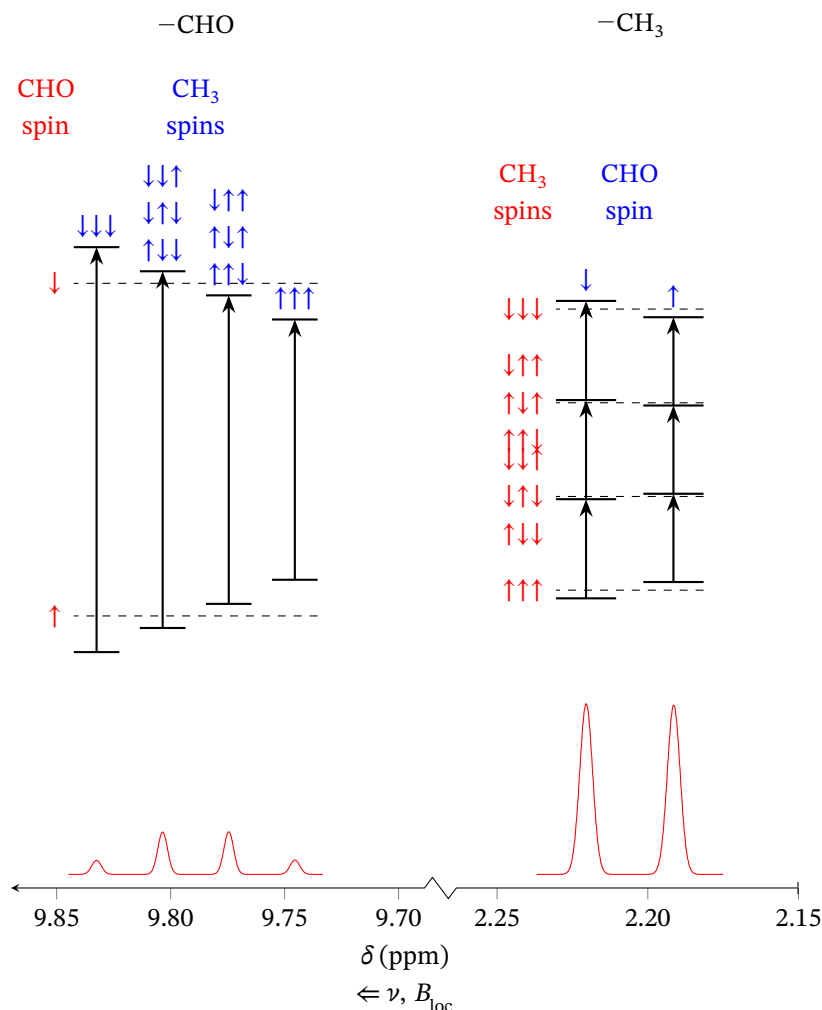 −CHO
−CH₃
CHO
spin
CH₃
spins
CH₃
spins
CHO
spin
↓↓↑
↓↑↓
↑↓↓
↓↑↑
↑↓↑
↑↑↓
↓↓↓
↑↑↑
↓
↑
↓
↑
↓↓↓
↓↑↑
↑↓↑
↑↑↓
↓↓↑
↓↑↓
↑↓↓
↑↑↑
9.85 9.80 9.75 9.70 2.25 2.20 2.15
δ (ppm)
⇐ ν, B_loc